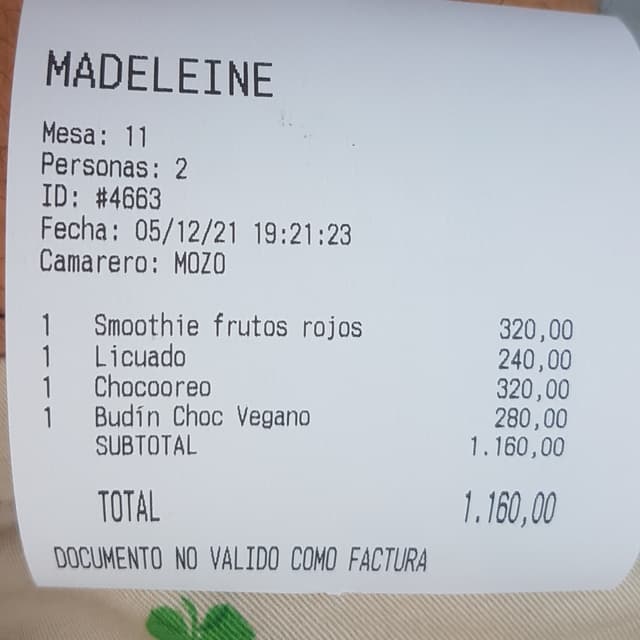 MADELEINE
Mesa: 11
Personas: 2
ID: #4663
Fecha: 05/12/21 19:21:23
Camarero: MOZO
1 Smoothie frutos rojos 320,00
1 Licuado 240,00
1 Chocooreo 320,00
1 Budín Choc Vegano 280,00
SUBTOTAL 1.160,00
TOTAL 1.160,00
DOCUMENTO NO VALIDO COMO FACTURA